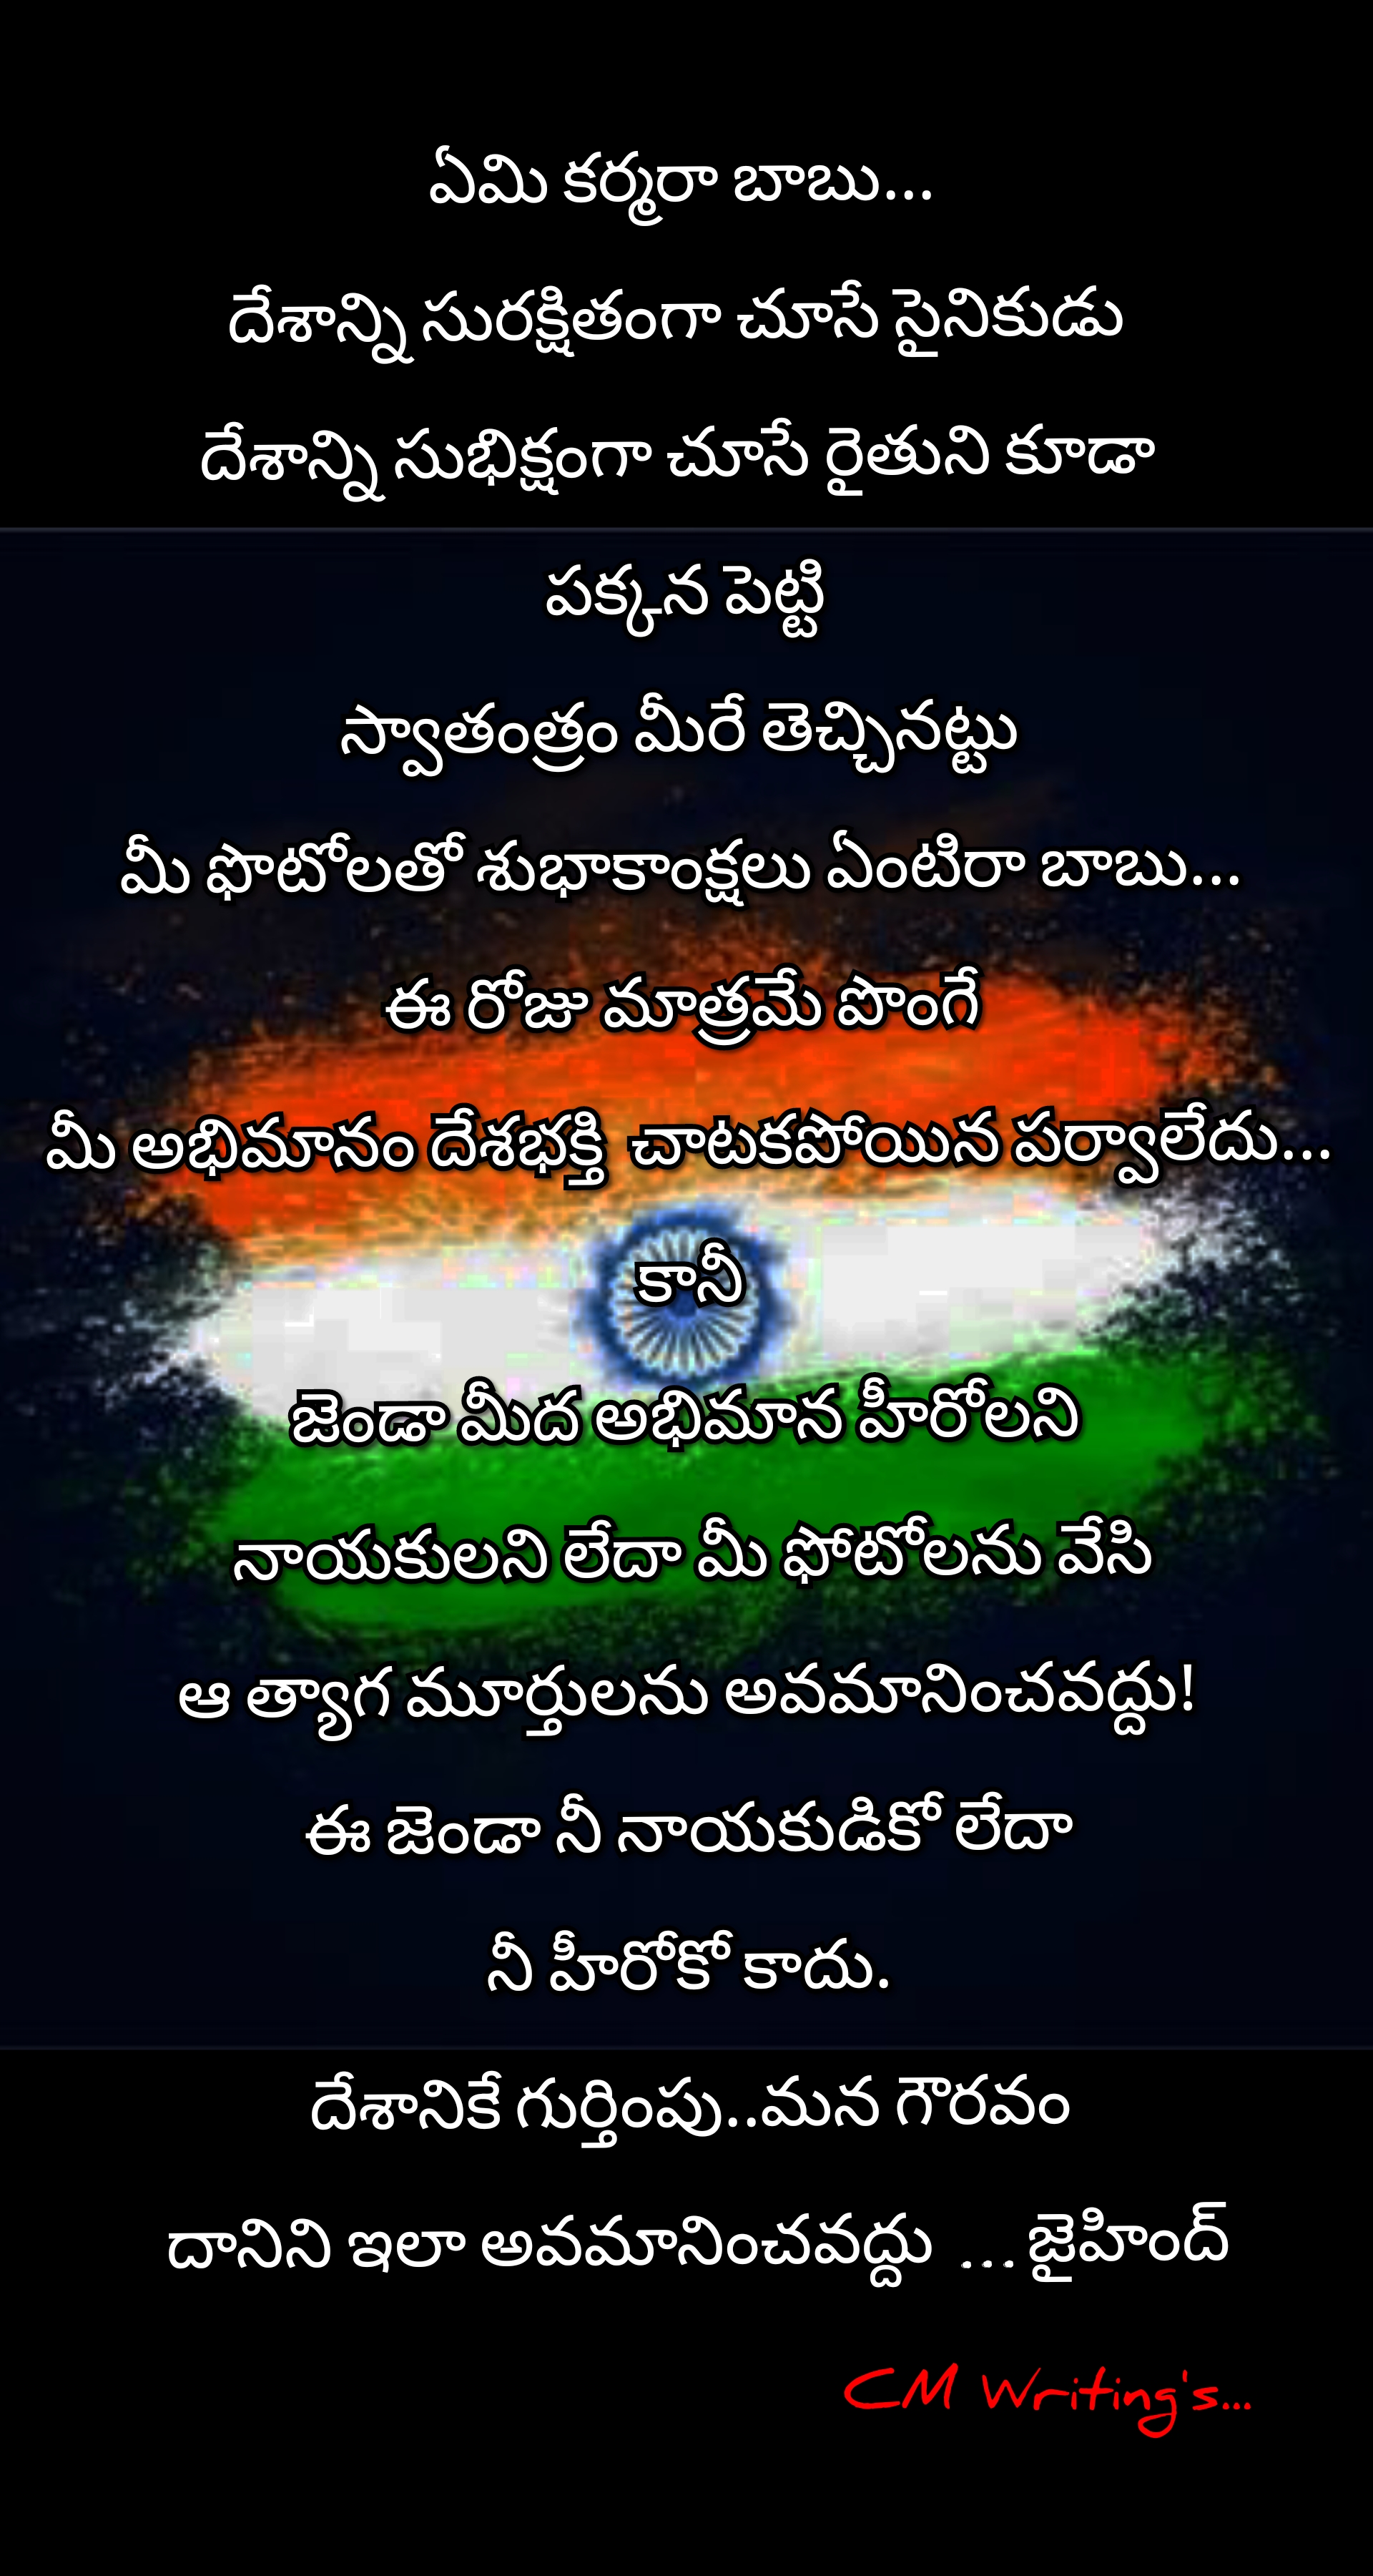 ఏమి కర్మరా బాబు...
దేశాన్ని సురక్షితంగా చూసే సైనికుడు
దేశాన్ని సుభిక్షంగా చూసే రైతుని కూడా
పక్కన పెట్టి
స్వాతంత్రం మీరే తెచ్చినట్టు
మీ ఫొటోలతో శుభాకాంక్షలు ఏంటిరా బాబు...
ఈ రోజు మాత్రమే పొంగే
మీ అభిమానం దేశభక్తి చాటకపోయిన పర్వాలేదు...
కానీ
జెండా మీద అభిమాన హీరోలని
నాయకులని లేదా మీ ఫోటోలను వేసి
ఆ త్యాగ మూర్తులను అవమానించవద్దు!
ఈ జెండా నీ నాయకుడికో లేదా
నీ హీరోకో కాదు.
దేశానికే గుర్తింపు..మన గౌరవం
దానిని ఇలా అవమానించవద్దు ...జైహింద్
CM Writing's...